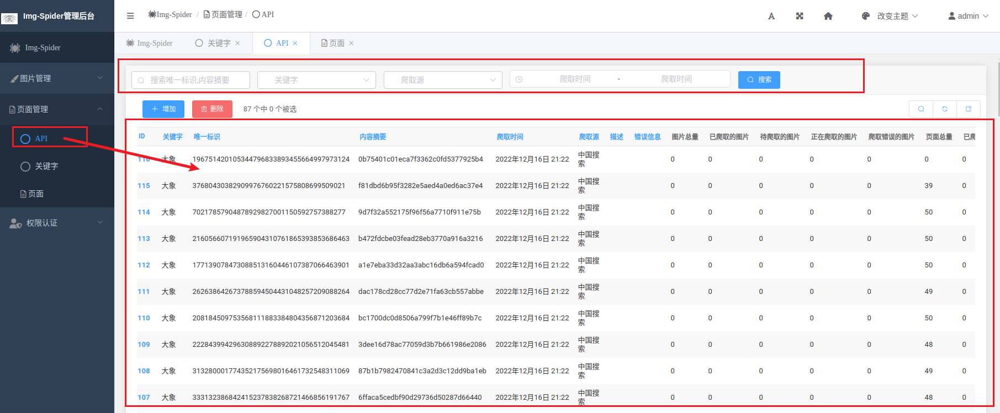 Img-Spider管理后台
Img-Spider / 页面管理 / API
改变主题
admin
Img-Spider
关键字
API
页面
Img-Spider
图片管理
页面管理
API
关键字
页面
权限认证
搜索唯一标识,内容摘要
关键字
爬取源
爬取时间 - 爬取时间
搜索
增加
删除
87 个中 0 个被选
ID 关键字 唯一标识 内容摘要 爬取时间 爬取源 描述 错误信息 图片总量 已爬取的图片 待爬取的图片 正在爬取的图片 爬取错误的图片 页面总量 已爬
116 大象 196751420105344796833893455664997973124 0b75401c01eca7f3362c0fd5377925b4 2022年12月16日 21:22 中国搜索 0 0 0 0 0 0 0
115 大象 37680430382909976760221575808699509021 f81dbd6b95f3282e5aed4a0ed6ac37e4 2022年12月16日 21:22 中国搜索 0 0 0 0 0 39 0
114 大象 70217857904878929827001150592757388277 9d7f32a552175f96f56a7710f911e75b 2022年12月16日 21:22 中国搜索 0 0 0 0 0 50 0
113 大象 216056607191965904310761865393853686463 b472fdcbe03fead28eb3770a916a3216 2022年12月16日 21:22 中国搜索 0 0 0 0 0 50 0
112 大象 177139078473088513160446107387066463901 a1e7eba33d32aa3abc16db6a594fcad0 2022年12月16日 21:22 中国搜索 0 0 0 0 0 50 0
111 大象 262638642673788594504431048257209088264 dac178cd28cc77d2e71fa63cb557abbe 2022年12月16日 21:22 中国搜索 0 0 0 0 0 49 0
110 大象 208184509753568111883384804356871203684 bc1700dc0d8506a799f7b1e46ff89b7c 2022年12月16日 21:22 中国搜索 0 0 0 0 0 50 0
109 大象 222843994296308892278892021056512045481 3dee16d78ac77059d3b7b661986e2086 2022年12月16日 21:22 中国搜索 0 0 0 0 0 48 0
108 大象 313280001774352175698016461732548311069 87b1b7982470841c3a2d3c12dd9ba1eb 2022年12月16日 21:22 中国搜索 0 0 0 0 0 49 0
107 大象 333132386842415237838268721466856191767 6ffaca5cedbf90d29736d50287d66440 2022年12月16日 21:22 中国搜索 0 0 0 0 0 48 0